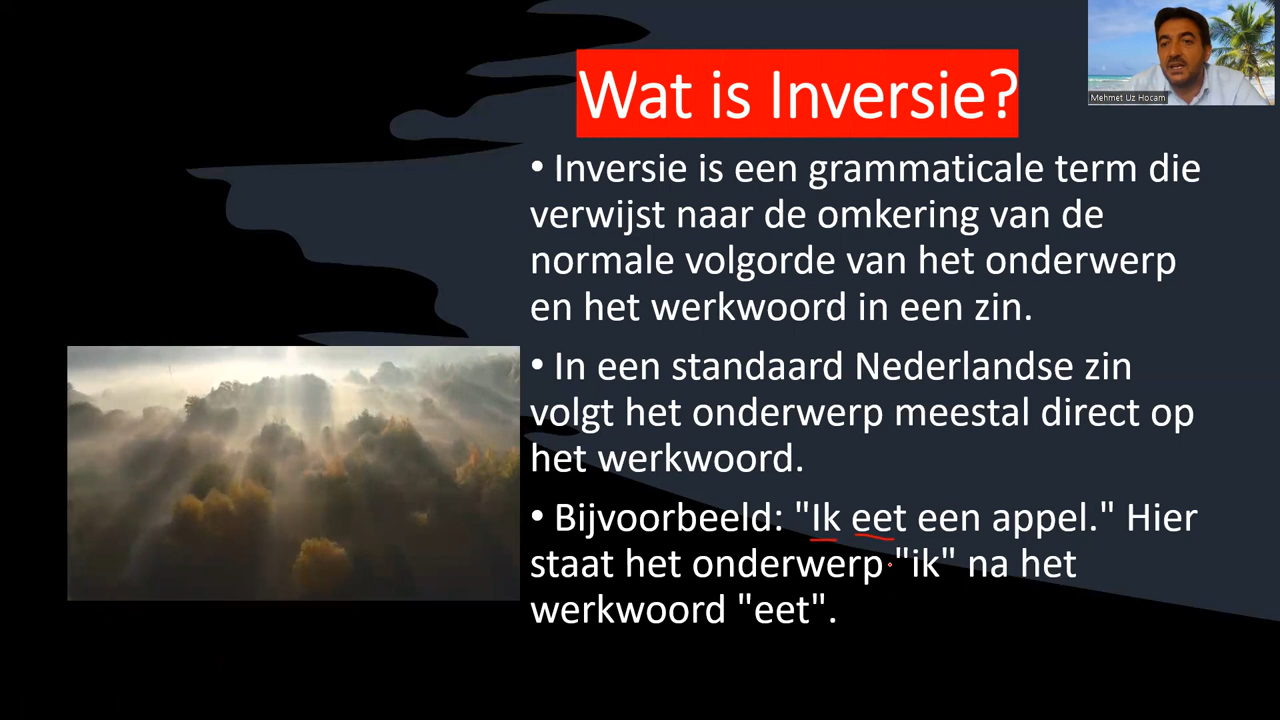 Wat is Inversie?
Mehmet Uz Hocam
• Inversie is een grammaticale term die
verwijst naar de omkering van de
normale volgorde van het onderwerp
en het werkwoord in een zin.
• In een standaard Nederlandse zin
volgt het onderwerp meestal direct op
het werkwoord.
• Bijvoorbeeld: "Ik eet een appel." Hier
staat het onderwerp "ik" na het
werkwoord "eet".